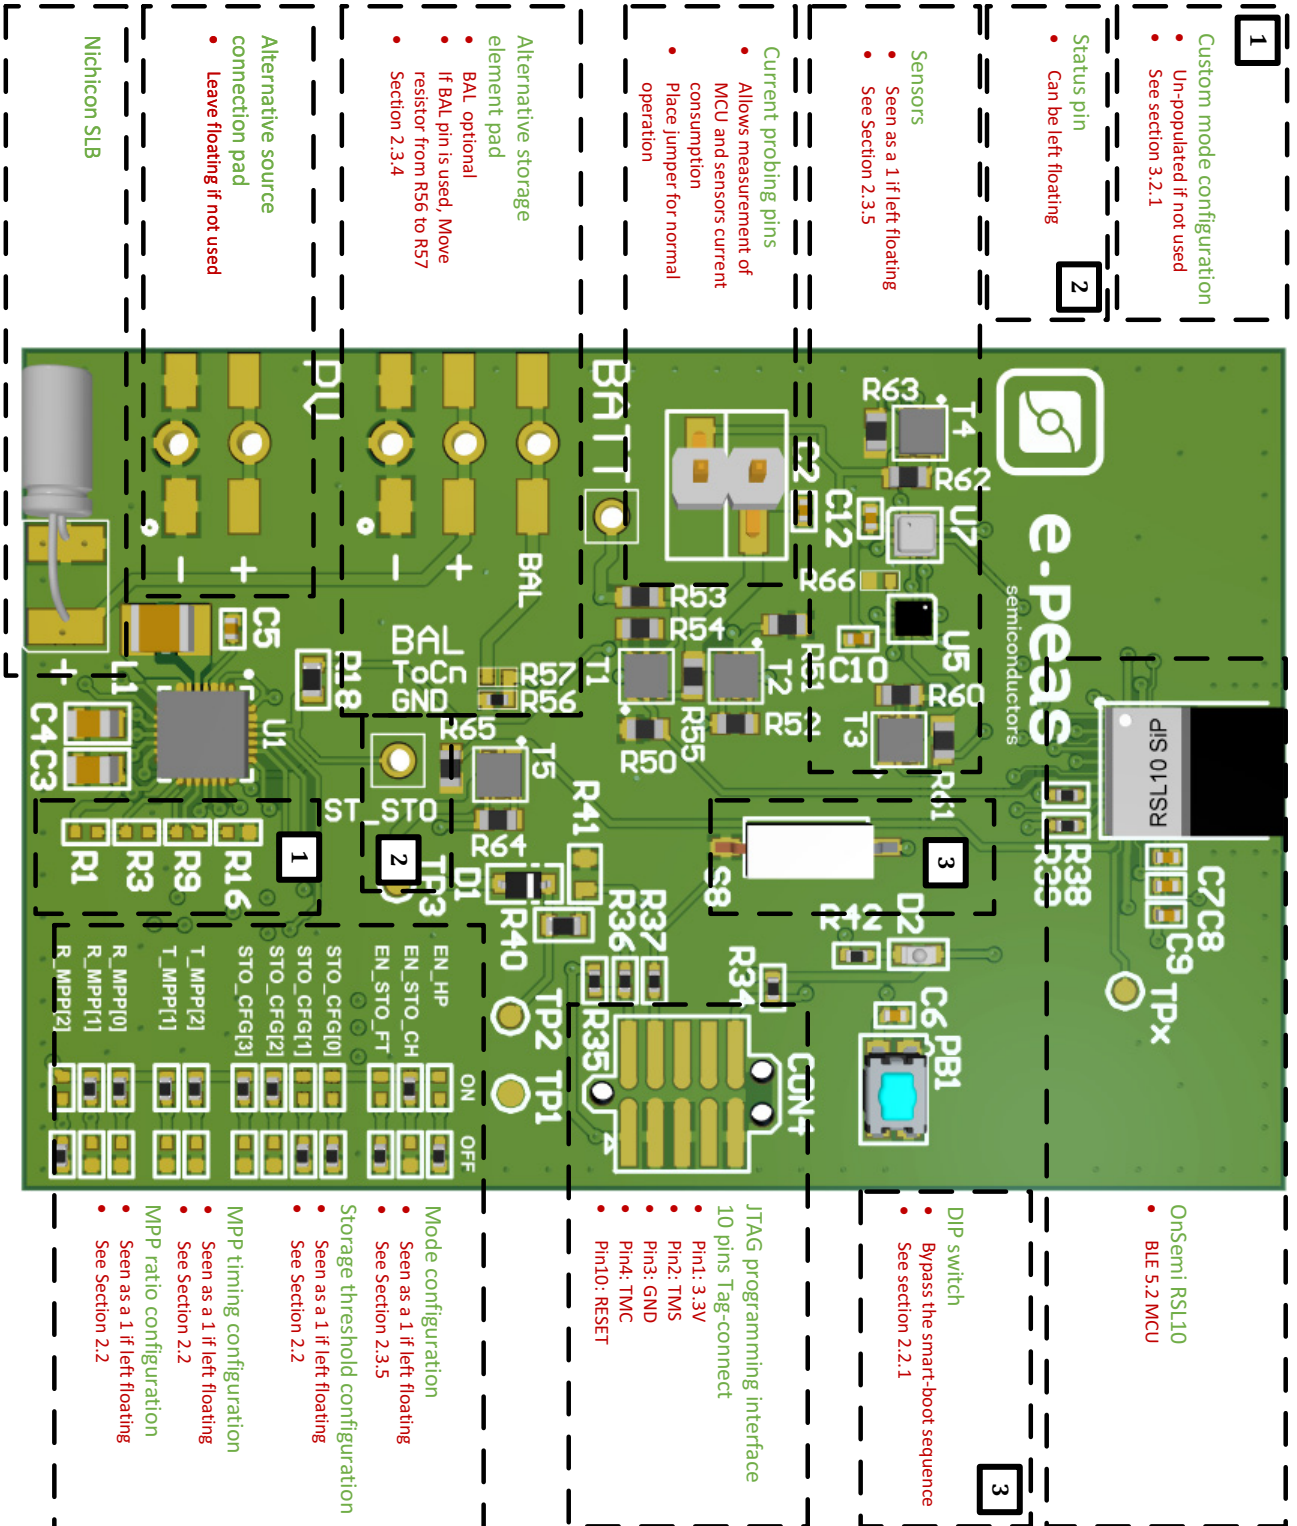 1
Custom mode configuration
• Un-populated if not used
• See section 3.2.1
Status pin
• Can be left floating
2
Sensors
• Seen as a 1 if left floating
• See Section 2.3.5
Current probing pins
• Allows measurement of
MCU and sensors current
consumption
• Place jumper for normal
operation
Alternative storage
element pad
• BAL optional
• If BAL pin is used, Move
resistor from R56 to R57
• Section 2.3.4
Alternative source
connection pad
• Leave floating if not used
Nichicon SLB
e-peas
semiconductors
RSL10 SiP
R38
R39
C7
C8
C9
TPx
T4
R63
R62
U7
C12
C2
R66
U5
C10
R60
T3
R61
R51
BATT
R53
R54
T1
T2
R55
R52
R50
S8
3
D2
R42
C6
PB1
R34
CON1
R35
R36
R37
R41
R40
D1
TP2
TP1
BAL
+
-
BAL
ToCn
GND
R57
R56
R65
T5
R64
ST_STO
2
TP3
PV
+
-
C5
R18
L1
+
U1
C4
C3
1
R1
R3
R9
R16
ON
OFF
EN_HP
EN_STO_CH
EN_STO_FT
STO_CFG[0]
STO_CFG[1]
STO_CFG[2]
STO_CFG[3]
T_MPP[2]
T_MPP[1]
R_MPP[0]
R_MPP[1]
R_MPP[2]
OnSemi RSL10
• BLE 5.2 MCU
DIP switch
• Bypass the smart-boot sequence
• See section 2.2.1
3
JTAG programming interface
10 pins Tag-connect
• Pin1: 3.3V
• Pin2: TMS
• Pin3: GND
• Pin4: TMC
• Pin10: RESET
Mode configuration
• Seen as a 1 if left floating
• See Section 2.3.5
Storage threshold configuration
• Seen as a 1 if left floating
• See Section 2.2
MPP timing configuration
• Seen as a 1 if left floating
• See Section 2.2
MPP ratio configuration
• Seen as a 1 if left floating
• See Section 2.2